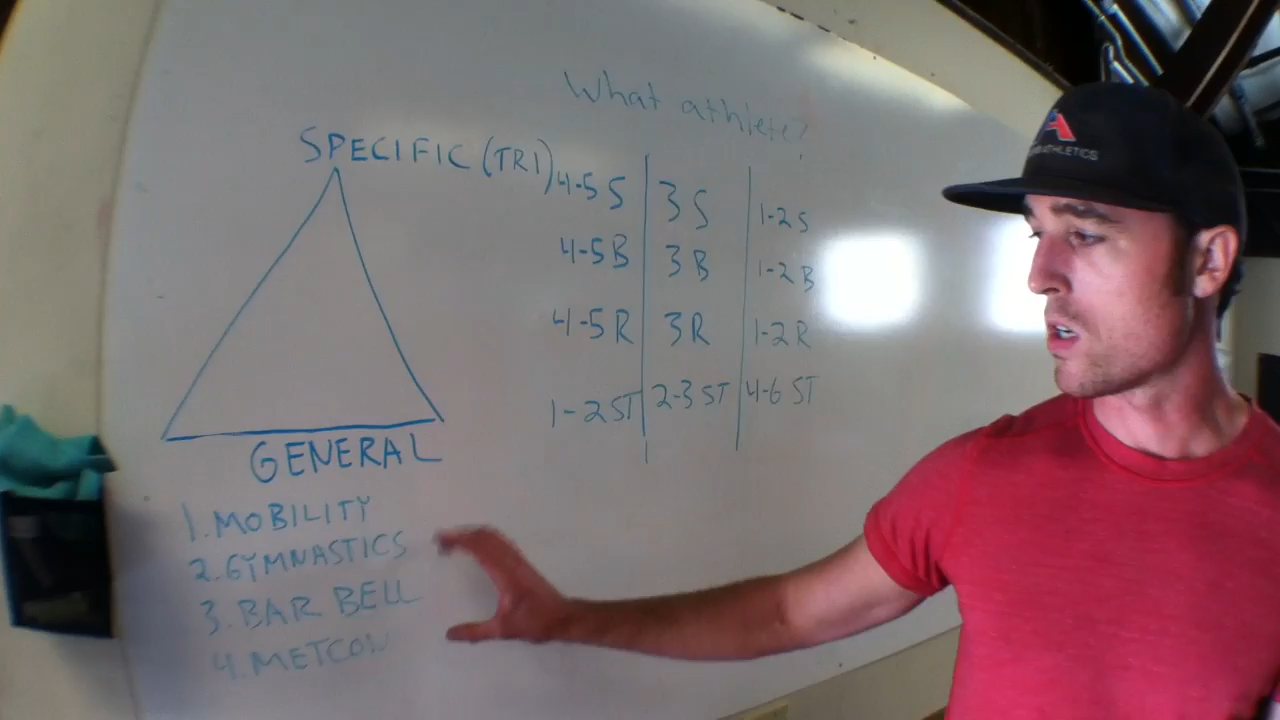 What athlete?
SPECIFIC (TRI)
4-5 S 3 S 1-2 S
4-5 B 3 B 1-2 B
4-5 R 3 R 1-2 R
1-2 ST 2-3 ST 4-6 ST
GENERAL
1. MOBILITY
2. GYMNASTICS
3. BAR BELL
4. METCON
ATHLETICS